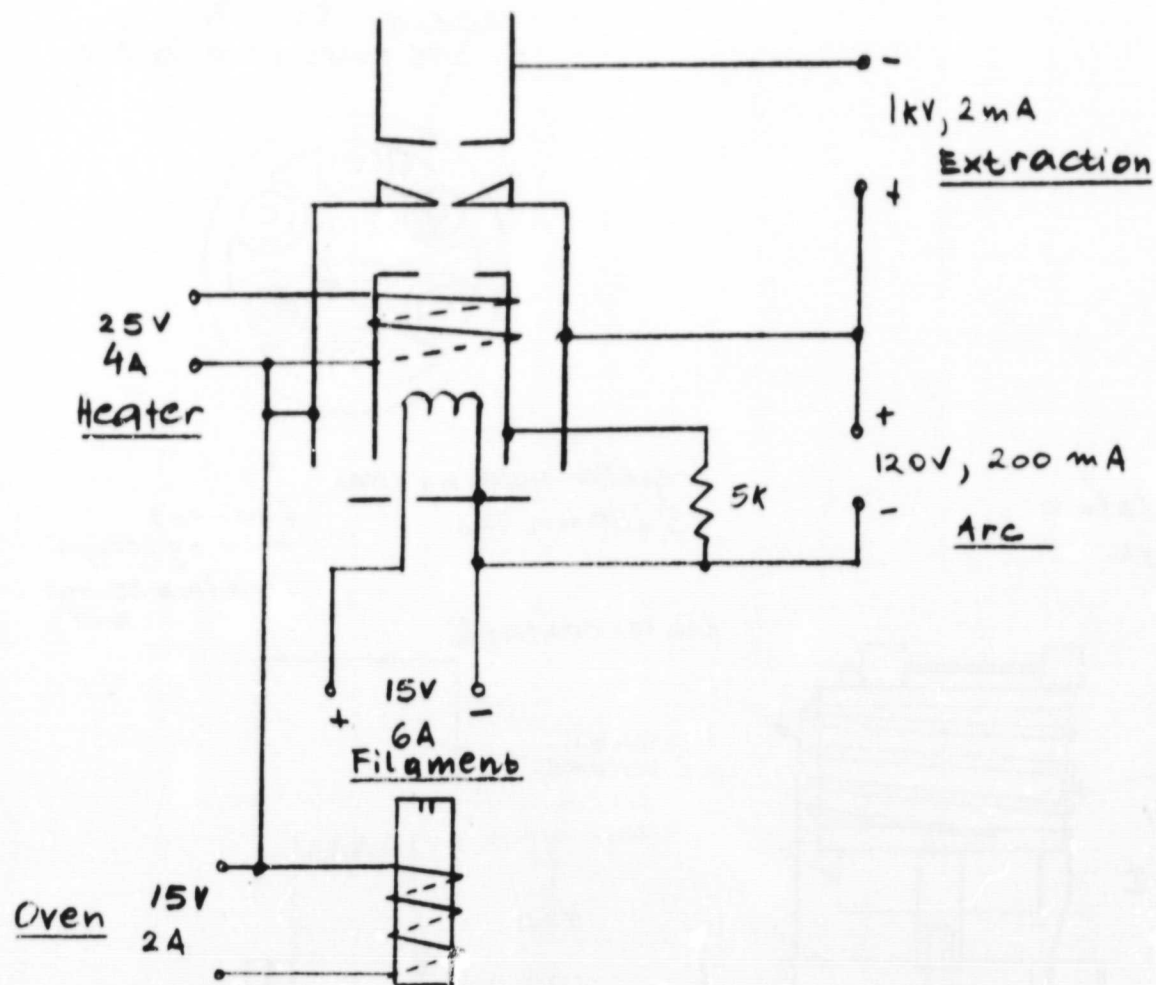 -
1kV, 2mA
Extraction
+
25V
4A
Heater
+
120V, 200 mA
-
Arc
5K
15V
+ -
6A
Filament
15V
Oven
2A